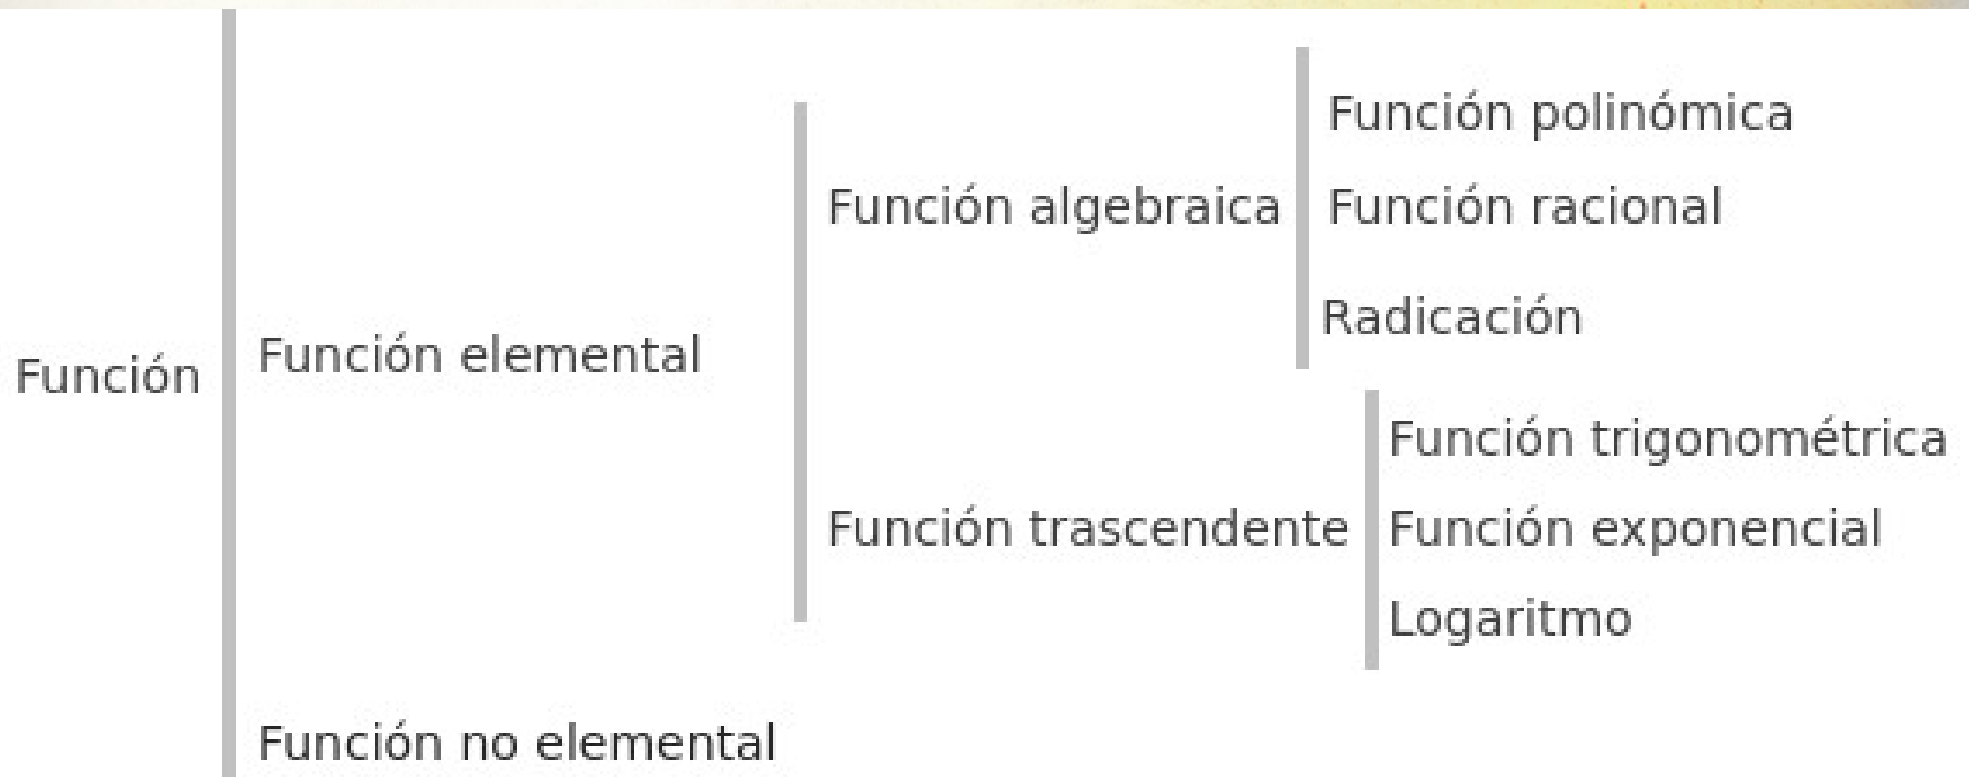 Función
Función elemental
Función algebraica
Función polinómica
Función racional
Radicación
Función trascendente
Función trigonométrica
Función exponencial
Logaritmo
Función no elemental